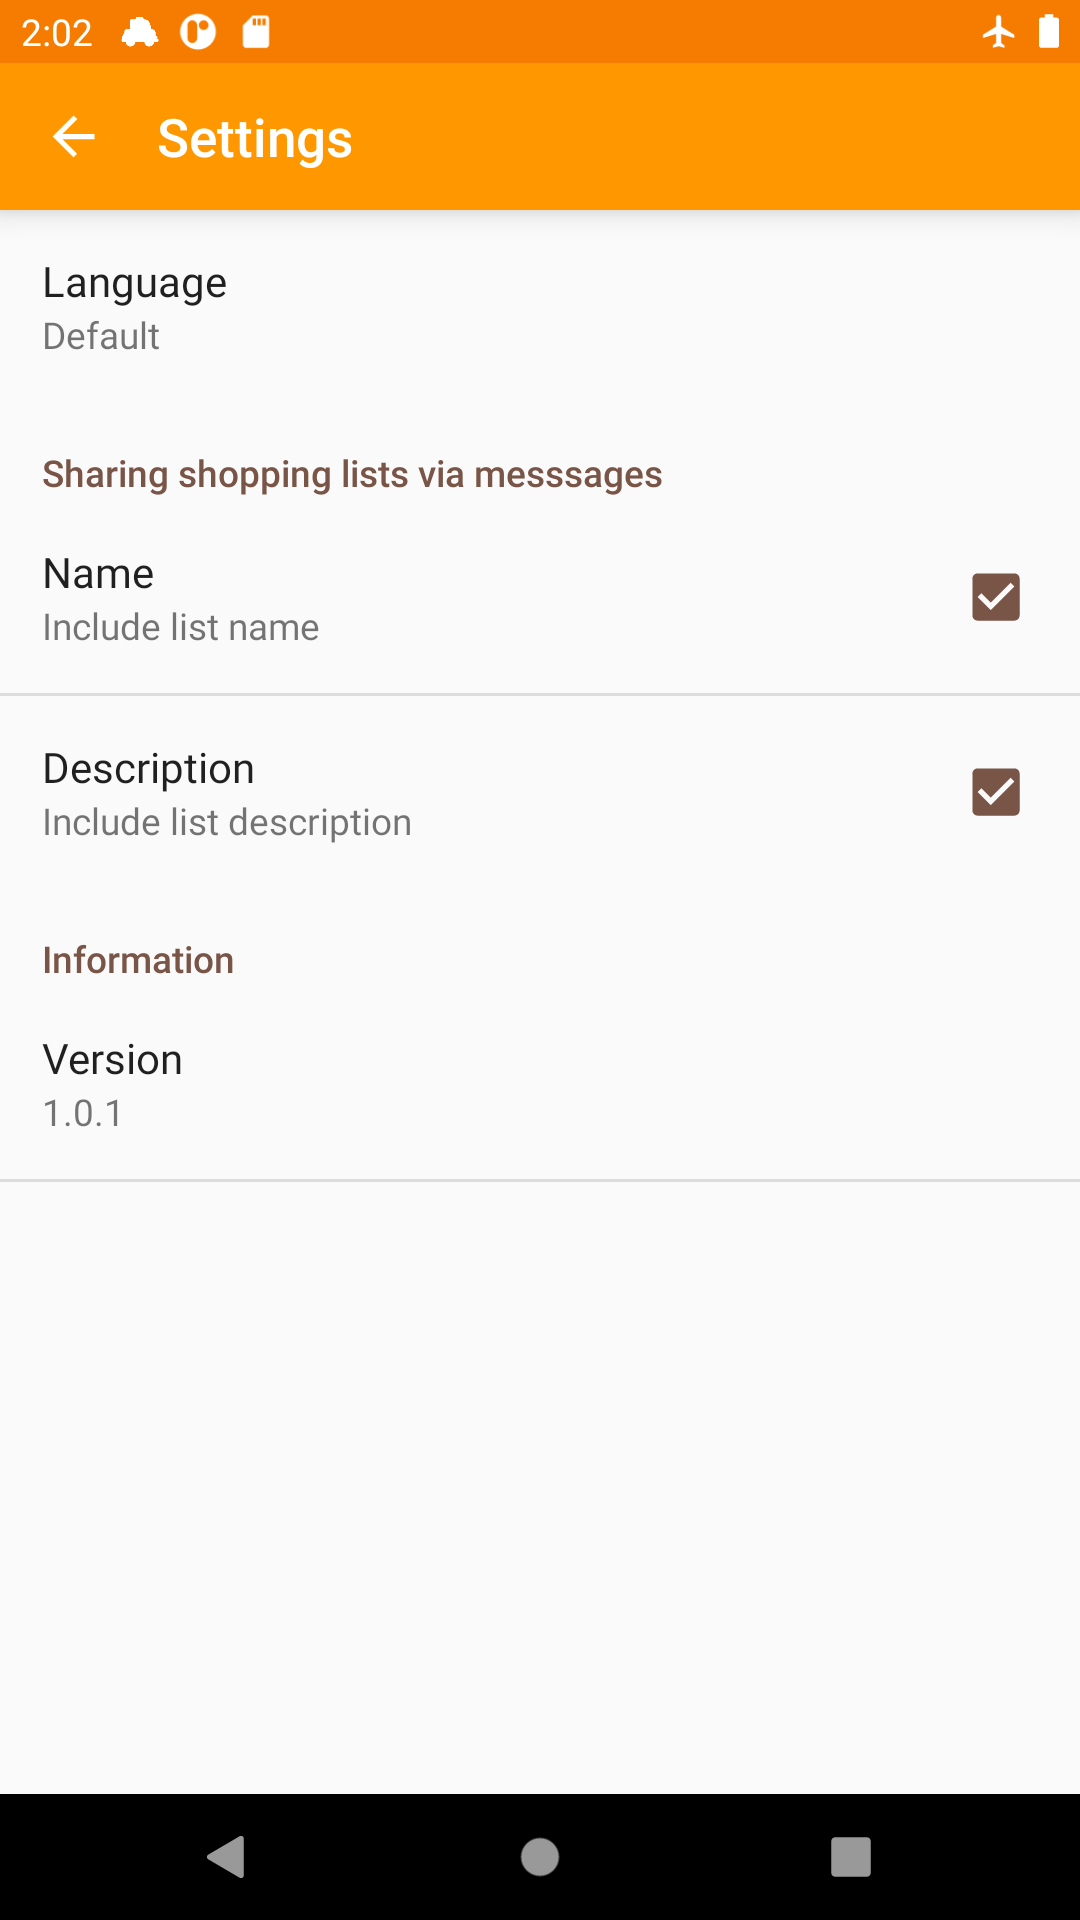 2:02
Settings
Language
Default
Sharing shopping lists via messsages
Name
Include list name
Description
Include list description
Information
Version
1.0.1